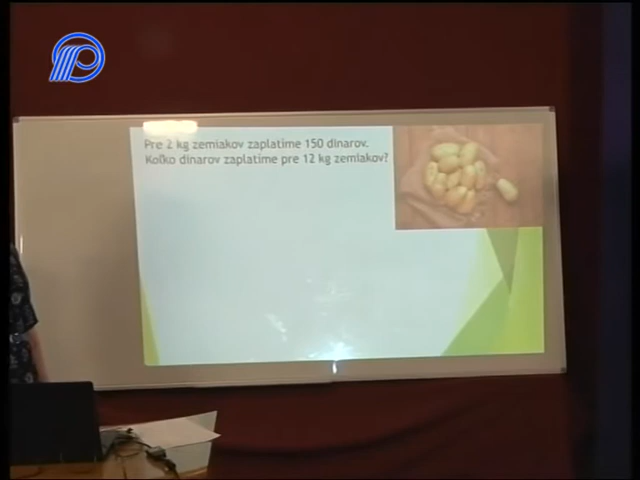 Pre 2 kg zemiakov zaplatíme 150 dinarov.
Koľko dinarov zaplatíme pre 12 kg zemiakov?